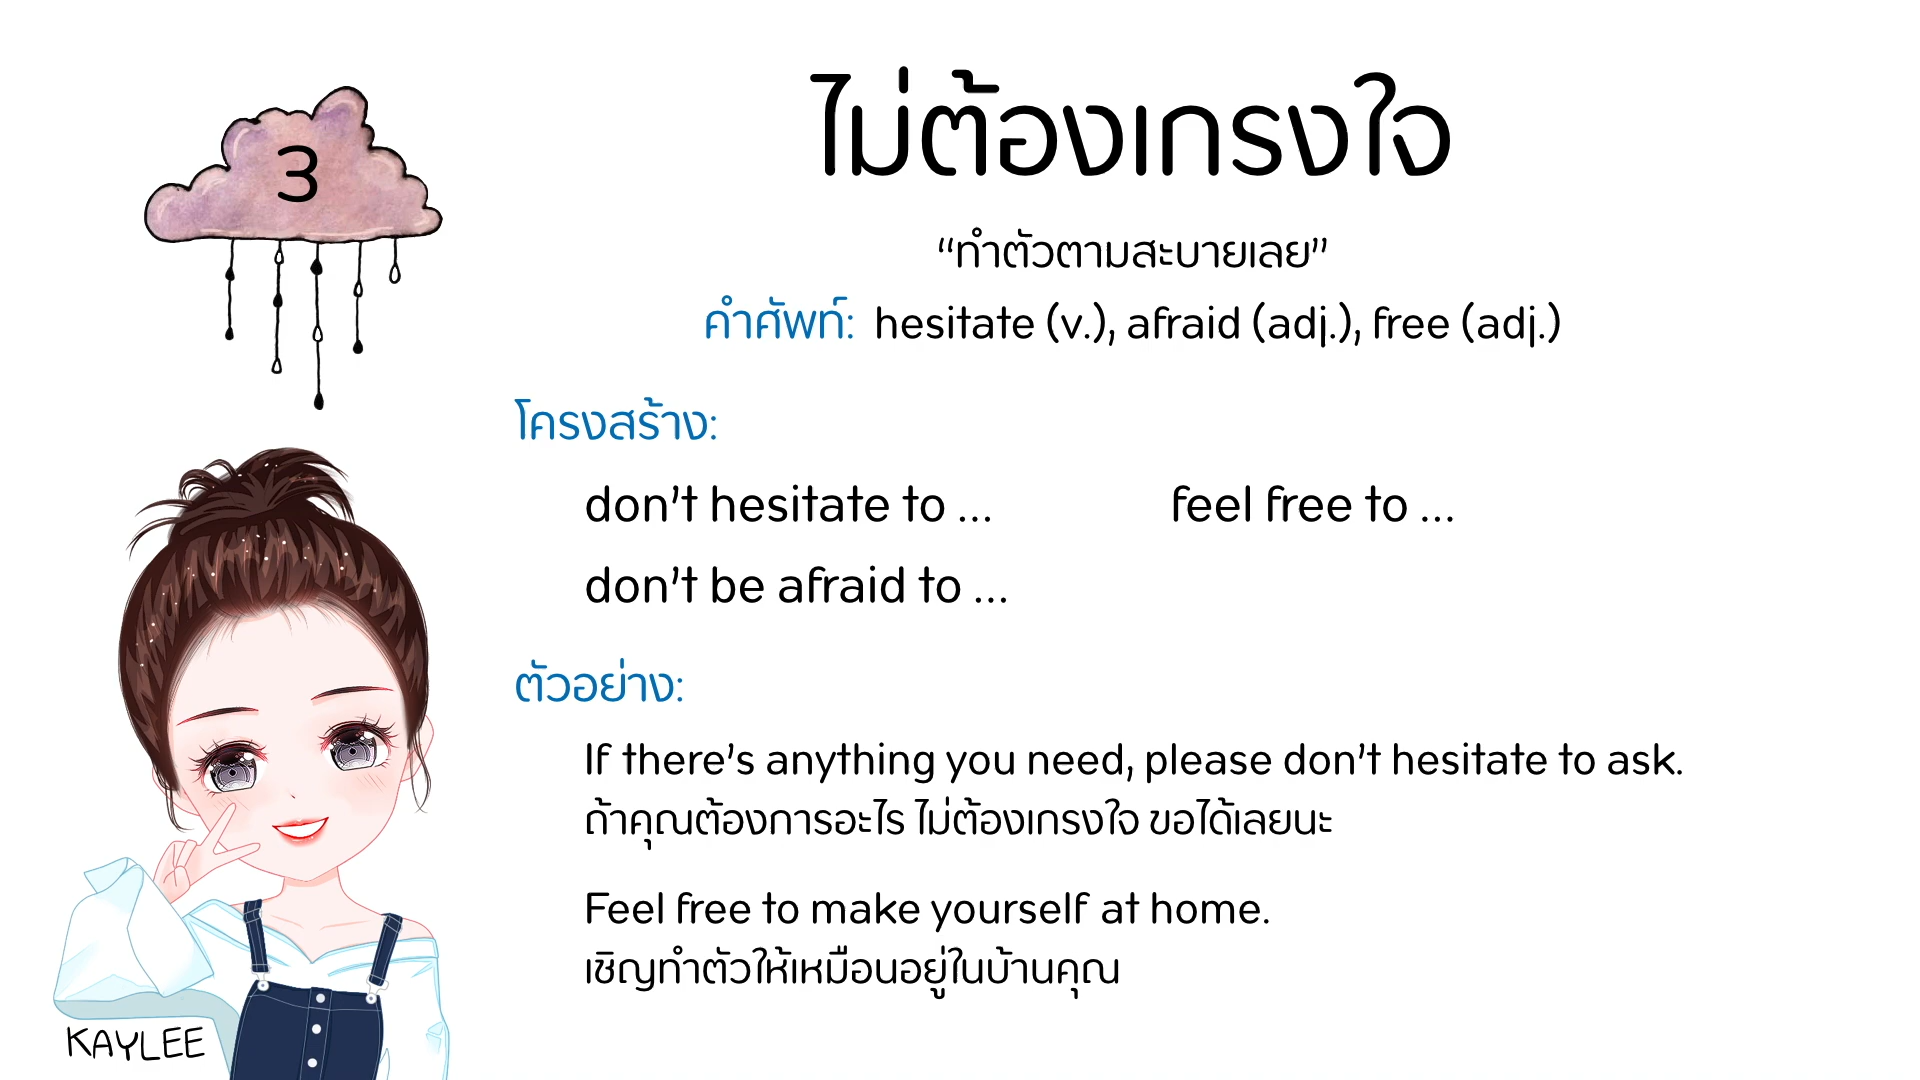 3
ไม่ต้องเกรงใจ
“ทำตัวตามสะบายเลย”
คำศัพท์: hesitate (v.), afraid (adj.), free (adj.)
โครงสร้าง:
don't hesitate to ... feel free to ...
don't be afraid to ...
ตัวอย่าง:
If there's anything you need, please don't hesitate to ask.
ถ้าคุณต้องการอะไร ไม่ต้องเกรงใจ ขอได้เลยนะ
Feel free to make yourself at home.
เชิญทำตัวให้เหมือนอยู่ในบ้านคุณ
KAYLEE